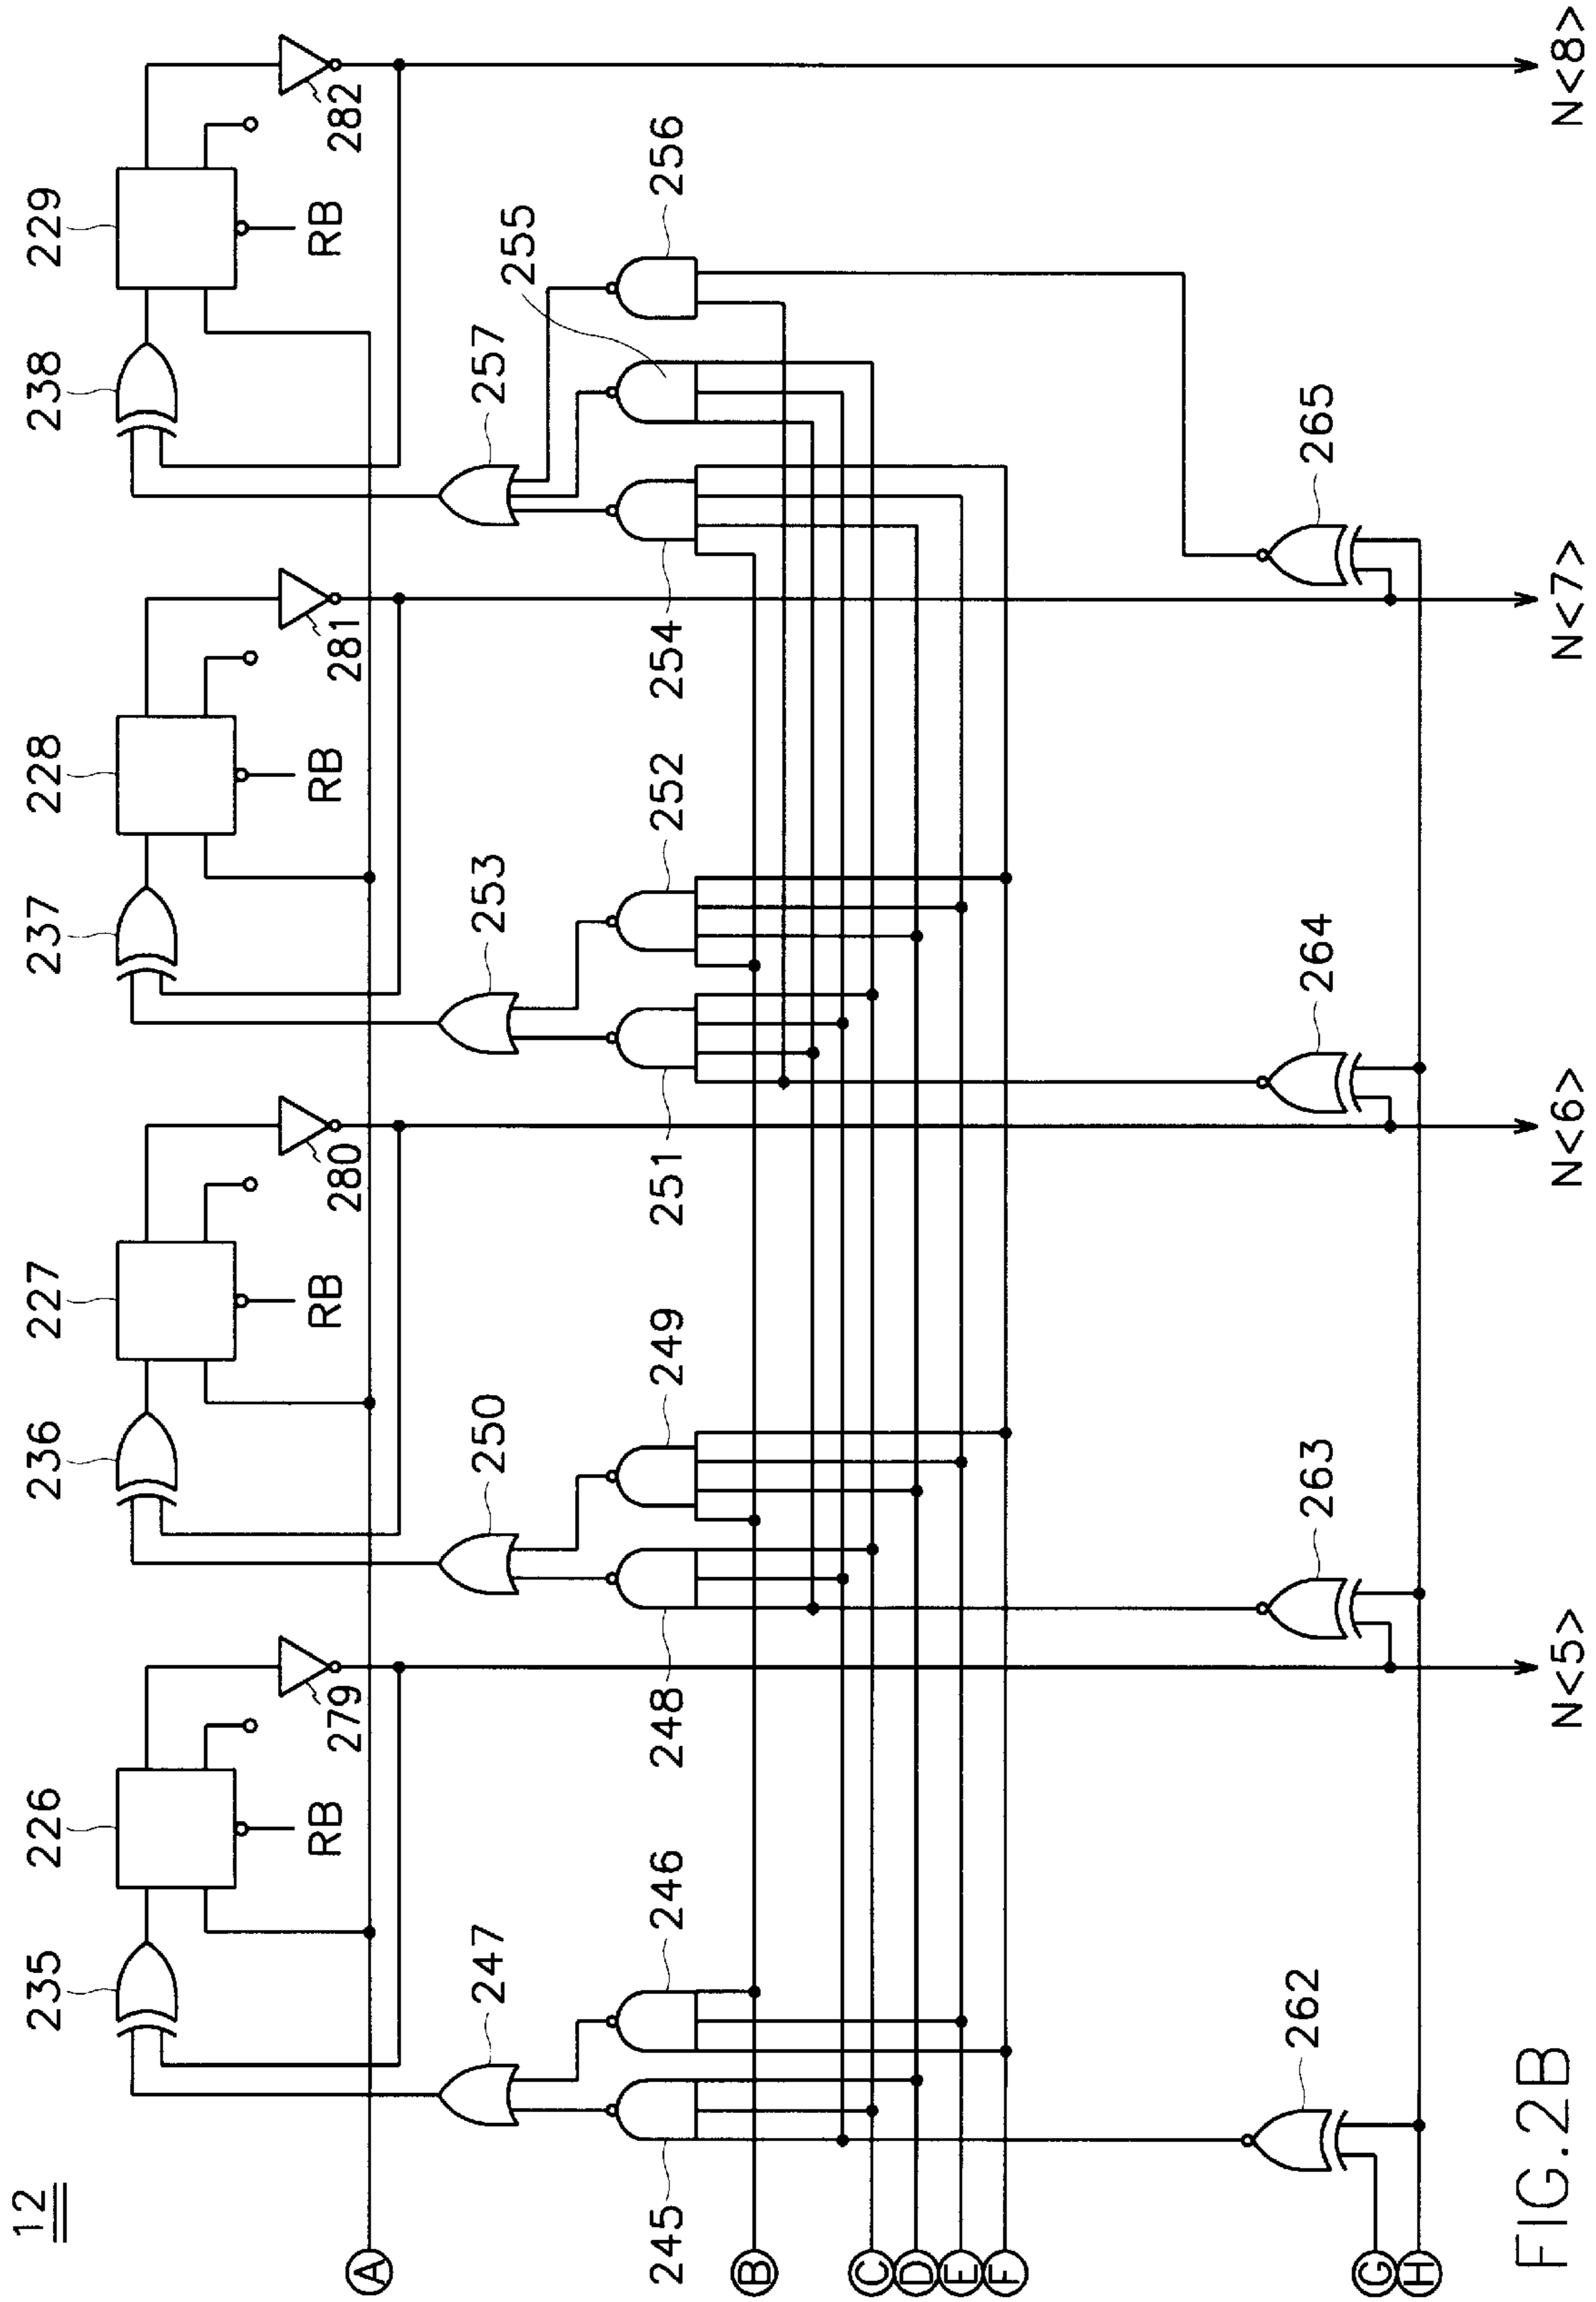 12
235
226
236
227
237
228
238
229
RB
279
RB
280
RB
281
RB
282
A
247
250
253
257
255
245
246
248
249
251
252
254
256
B
C
D
E
F
262
263
264
265
G
H
N<5>
N<6>
N<7>
N<8>
FIG.2B